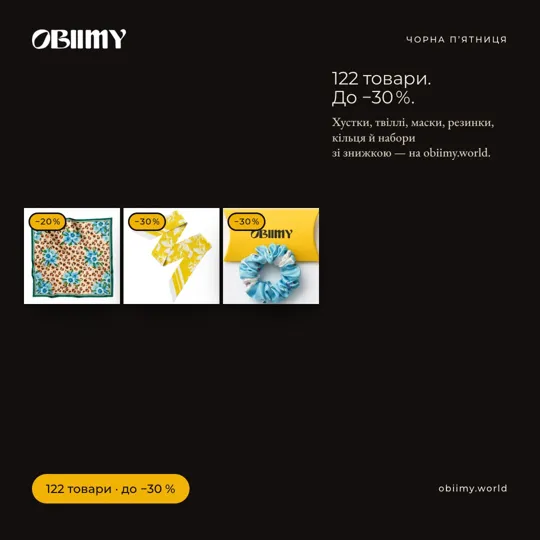 OBIIMY
ЧОРНА П'ЯТНИЦЯ
122 товари.
До −30%.
Хустки, твіллі, маски, резинки,
кільця й набори
зі знижкою — на obiimy.world.
−20%
−30%
−30%
OBIIMY
122 товари · до −30 %
obiimy.world